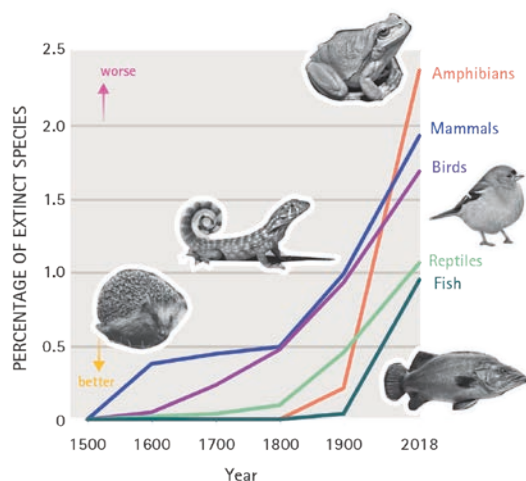 PERCENTAGE OF EXTINCT SPECIES
2.5
2.0
1.5
1.0
0.5
0
worse
better
Amphibians
Mammals
Birds
Reptiles
Fish
1500 1600 1700 1800 1900 2018
Year